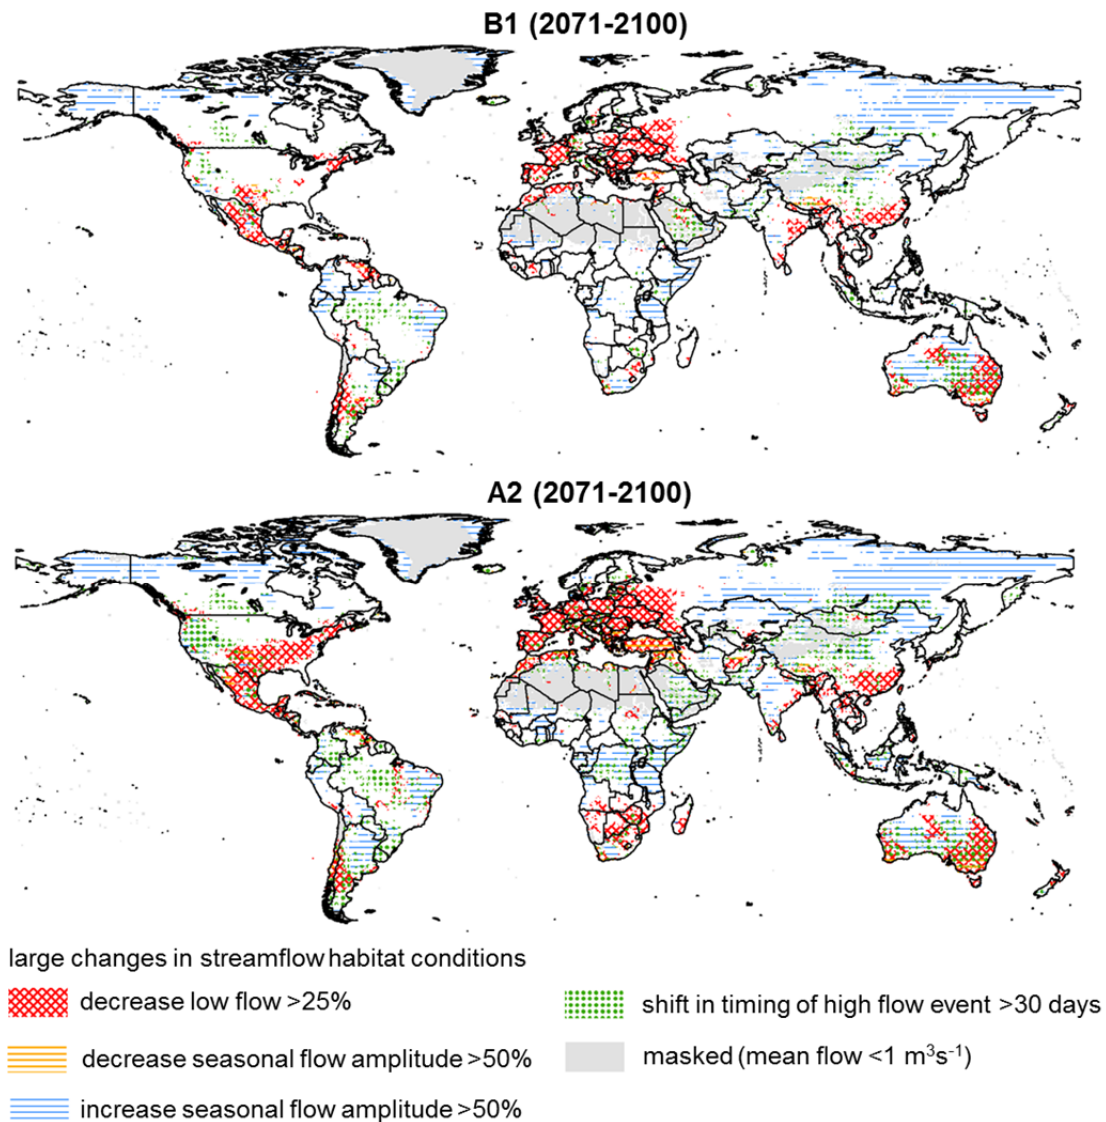 B1 (2071-2100)
A2 (2071-2100)
large changes in streamflow habitat conditions
decrease low flow >25%
shift in timing of high flow event >30 days
decrease seasonal flow amplitude >50%
masked (mean flow <1 m³s⁻¹)
increase seasonal flow amplitude >50%